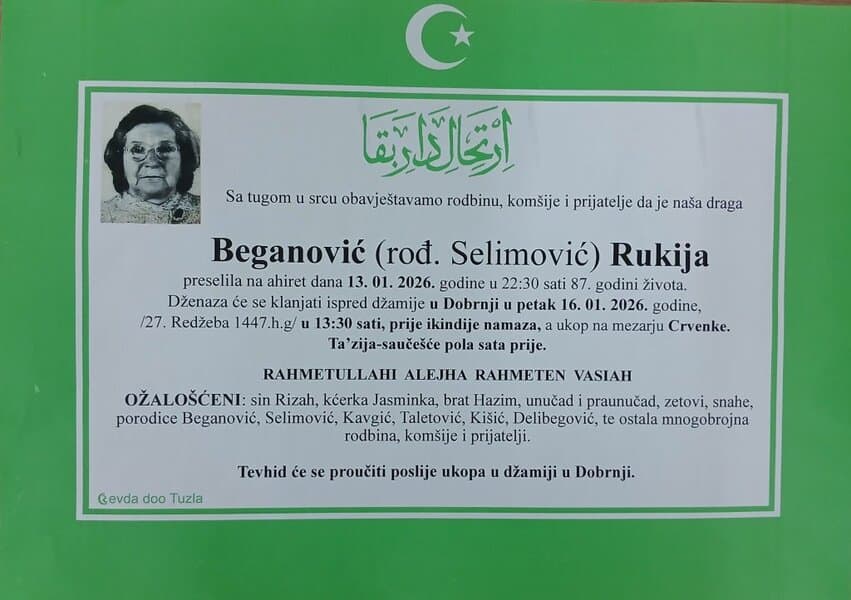 اِرْتِحَالِ دَارِ بَقَا
Sa tugom u srcu obavještavamo rodbinu, komšije i prijatelje da je naša draga
Beganović (rođ. Selimović) Rukija
preselila na ahiret dana 13. 01. 2026. godine u 22:30 sati 87. godini života.
Dženaza će se klanjati ispred džamije u Dobrnji u petak 16. 01. 2026. godine,
/27. Redžeba 1447.h.g/ u 13:30 sati, prije ikindije namaza, a ukop na mezarju Crvenke.
Ta’zija-saučešće pola sata prije.
RAHMETULLAHI ALEJHA RAHMETEN VASIAH
OŽALOŠĆENI: sin Rizah, kćerka Jasminka, brat Hazim, unučad i praunučad, zetovi, snahe,
porodice Beganović, Selimović, Kavgić, Taletović, Kišić, Delibegović, te ostala mnogobrojna
rodbina, komšije i prijatelji.
Tevhid će se proučiti poslije ukopa u džamiji u Dobrnji.
evda doo Tuzla